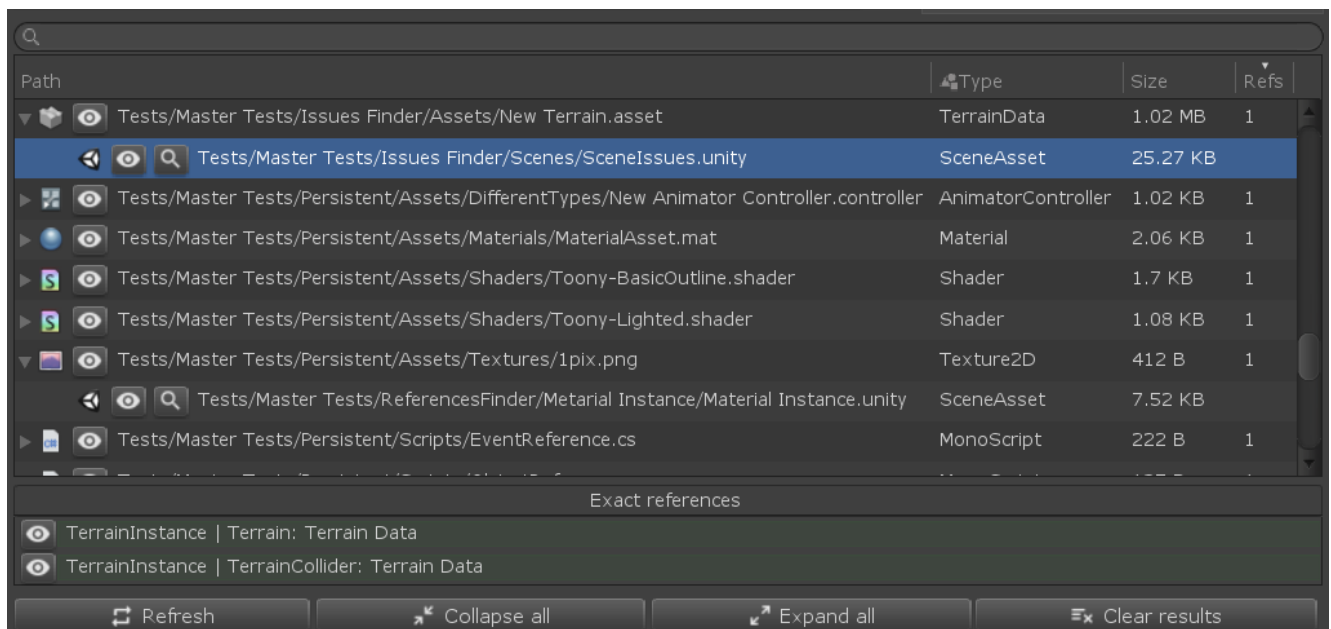 Path Type Size Refs
Tests/Master Tests/Issues Finder/Assets/New Terrain.asset TerrainData 1.02 MB 1
Tests/Master Tests/Issues Finder/Scenes/SceneIssues.unity SceneAsset 25.27 KB
Tests/Master Tests/Persistent/Assets/DifferentTypes/New Animator Controller.controller AnimatorController 1.02 KB 1
Tests/Master Tests/Persistent/Assets/Materials/MaterialAsset.mat Material 2.06 KB 1
Tests/Master Tests/Persistent/Assets/Shaders/Toony-BasicOutline.shader Shader 1.7 KB 1
Tests/Master Tests/Persistent/Assets/Shaders/Toony-Lighted.shader Shader 1.08 KB 1
Tests/Master Tests/Persistent/Assets/Textures/1pix.png Texture2D 412 B 1
Tests/Master Tests/ReferencesFinder/Metarial Instance/Material Instance.unity SceneAsset 7.52 KB
Tests/Master Tests/Persistent/Scripts/EventReference.cs MonoScript 222 B 1
Exact references
TerrainInstance | Terrain: Terrain Data
TerrainInstance | TerrainCollider: Terrain Data
Refresh Collapse all Expand all Clear results